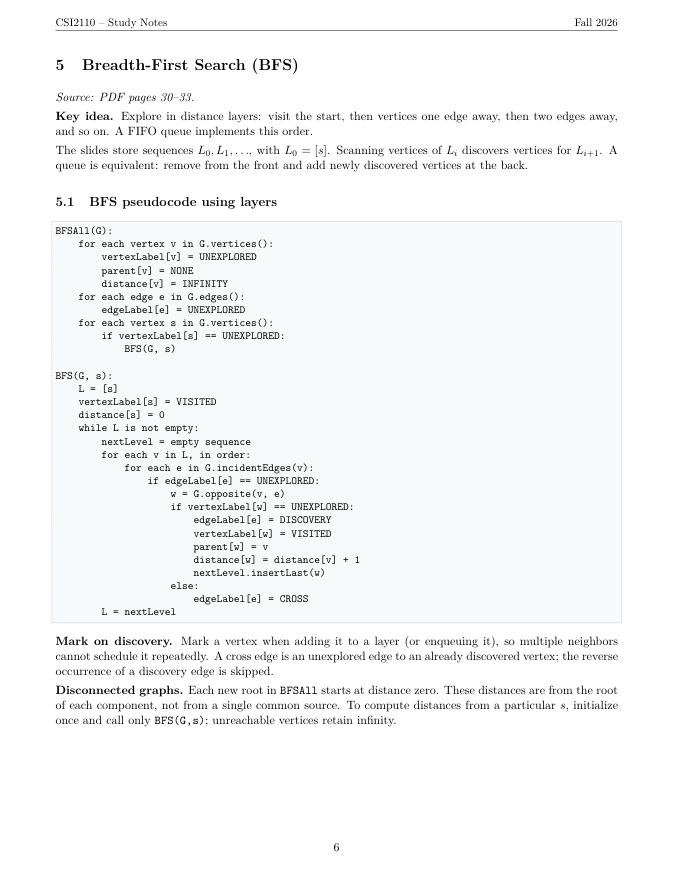 CSI2110 – Study Notes Fall 2026
5 Breadth-First Search (BFS)
Source: PDF pages 30–33.
Key idea. Explore in distance layers: visit the start, then vertices one edge away, then two edges away,
and so on. A FIFO queue implements this order.
The slides store sequences L₀, L₁, . . ., with L₀ = [s]. Scanning vertices of Lᵢ discovers vertices for Lᵢ₊₁. A
queue is equivalent: remove from the front and add newly discovered vertices at the back.
5.1 BFS pseudocode using layers
BFSAll(G):
    for each vertex v in G.vertices():
        vertexLabel[v] = UNEXPLORED
        parent[v] = NONE
        distance[v] = INFINITY
    for each edge e in G.edges():
        edgeLabel[e] = UNEXPLORED
    for each vertex s in G.vertices():
        if vertexLabel[s] == UNEXPLORED:
            BFS(G, s)
BFS(G, s):
    L = [s]
    vertexLabel[s] = VISITED
    distance[s] = 0
    while L is not empty:
        nextLevel = empty sequence
        for each v in L, in order:
            for each e in G.incidentEdges(v):
                if edgeLabel[e] == UNEXPLORED:
                    w = G.opposite(v, e)
                    if vertexLabel[w] == UNEXPLORED:
                        edgeLabel[e] = DISCOVERY
                        vertexLabel[w] = VISITED
                        parent[w] = v
                        distance[w] = distance[v] + 1
                        nextLevel.insertLast(w)
                    else:
                        edgeLabel[e] = CROSS
        L = nextLevel
Mark on discovery. Mark a vertex when adding it to a layer (or enqueuing it), so multiple neighbors
cannot schedule it repeatedly. A cross edge is an unexplored edge to an already discovered vertex; the reverse
occurrence of a discovery edge is skipped.
Disconnected graphs. Each new root in BFSAll starts at distance zero. These distances are from the root
of each component, not from a single common source. To compute distances from a particular s, initialize
once and call only BFS(G,s); unreachable vertices retain infinity.
6